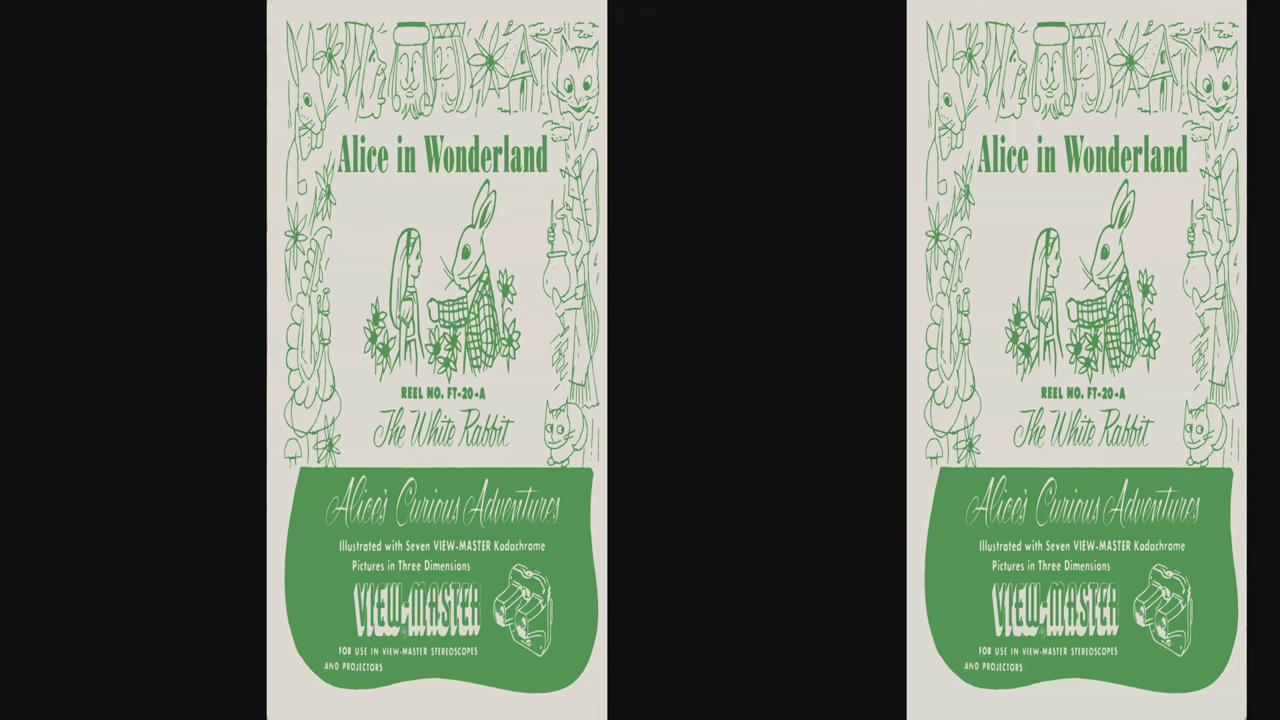 Alice in Wonderland
REEL NO. FT-20-A
The White Rabbit
Alice's Curious Adventures
Illustrated with Seven VIEW-MASTER Kodachrome
Pictures in Three Dimensions
VIEW-MASTER
FOR USE IN VIEW-MASTER STEREOSCOPES
AND PROJECTORS
Alice in Wonderland
REEL NO. FT-20-A
The White Rabbit
Alice's Curious Adventures
Illustrated with Seven VIEW-MASTER Kodachrome
Pictures in Three Dimensions
VIEW-MASTER
FOR USE IN VIEW-MASTER STEREOSCOPES
AND PROJECTORS